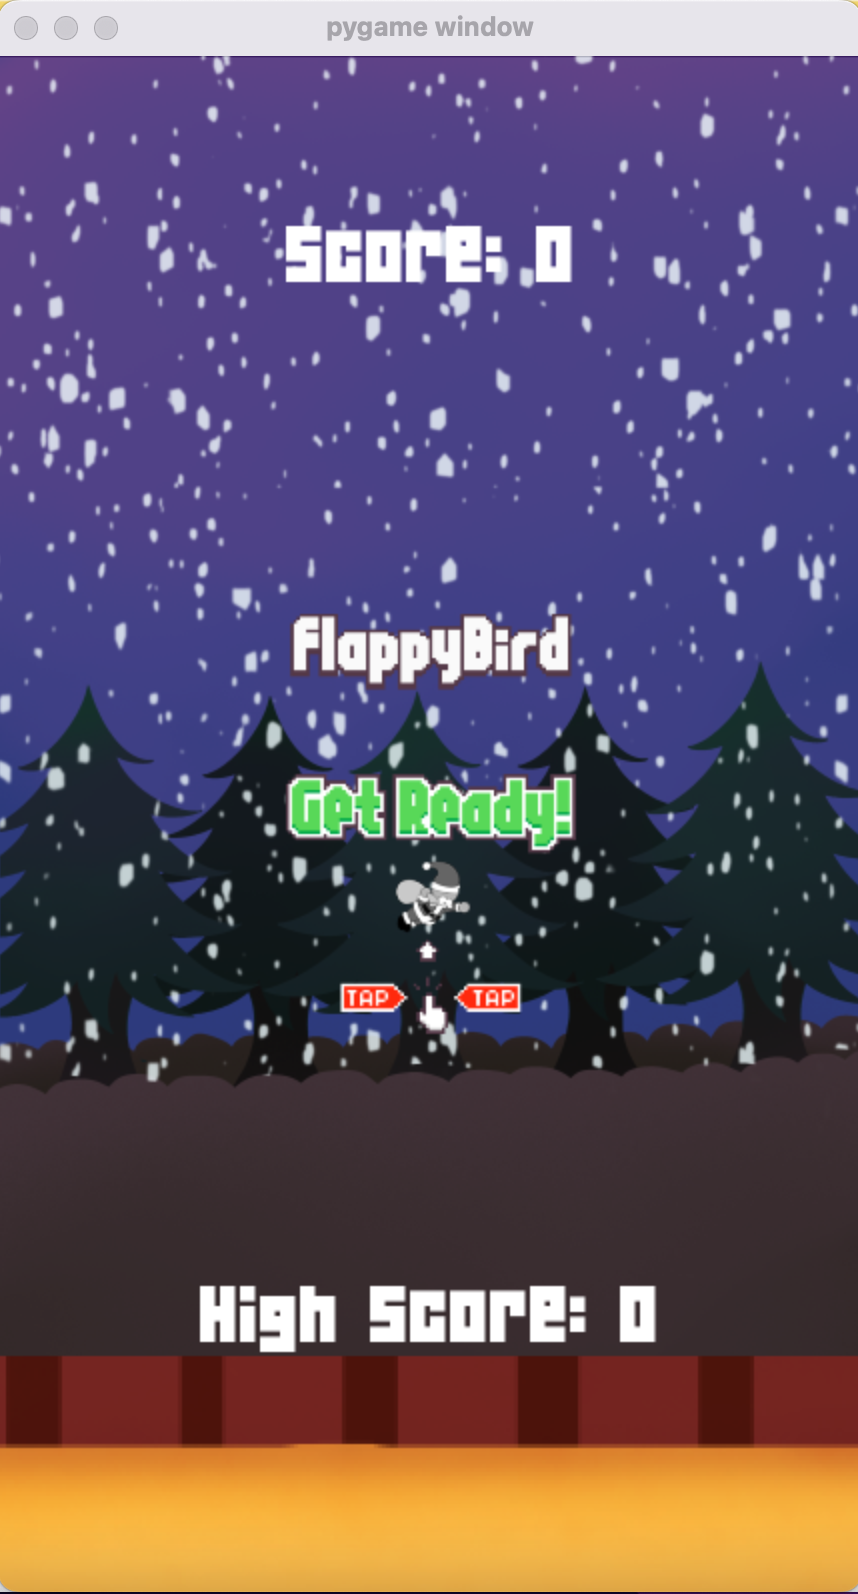 pygame window
Score: 0
FlappyBird
Get Ready!
TAP TAP
High Score: 0